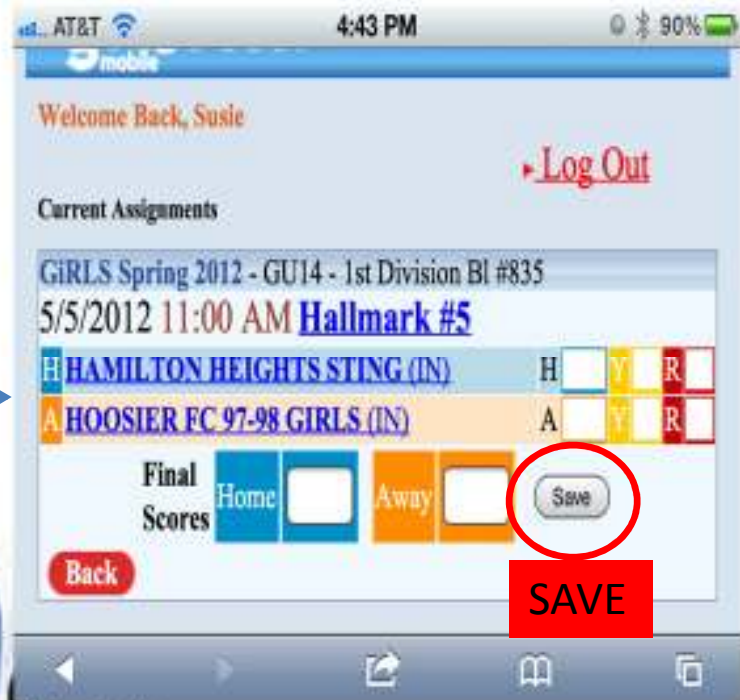 AT&T 4:43 PM 90%
mobile
Welcome Back, Susie
Log Out
Current Assignments
GiRLS Spring 2012 - GU14 - 1st Division Bl #835
5/5/2012 11:00 AM Hallmark #5
H HAMILTON HEIGHTS STING (IN) H Y R
A HOOSIER FC 97-98 GIRLS (IN) A Y R
Final Scores Home Away Save
Back
SAVE